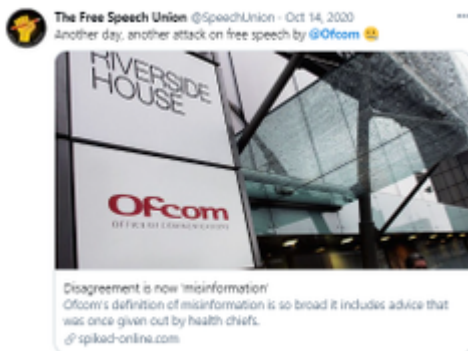 The Free Speech Union @SpeechUnion · Oct 14, 2020
Another day, another attack on free speech by @Ofcom
RIVERSIDE
HOUSE
Ofcom
OFFICE OF COMMUNICATIONS
Disagreement is now 'misinformation'
Ofcom's definition of misinformation is so broad it includes advice that
was once given out by health chiefs.
spiked-online.com